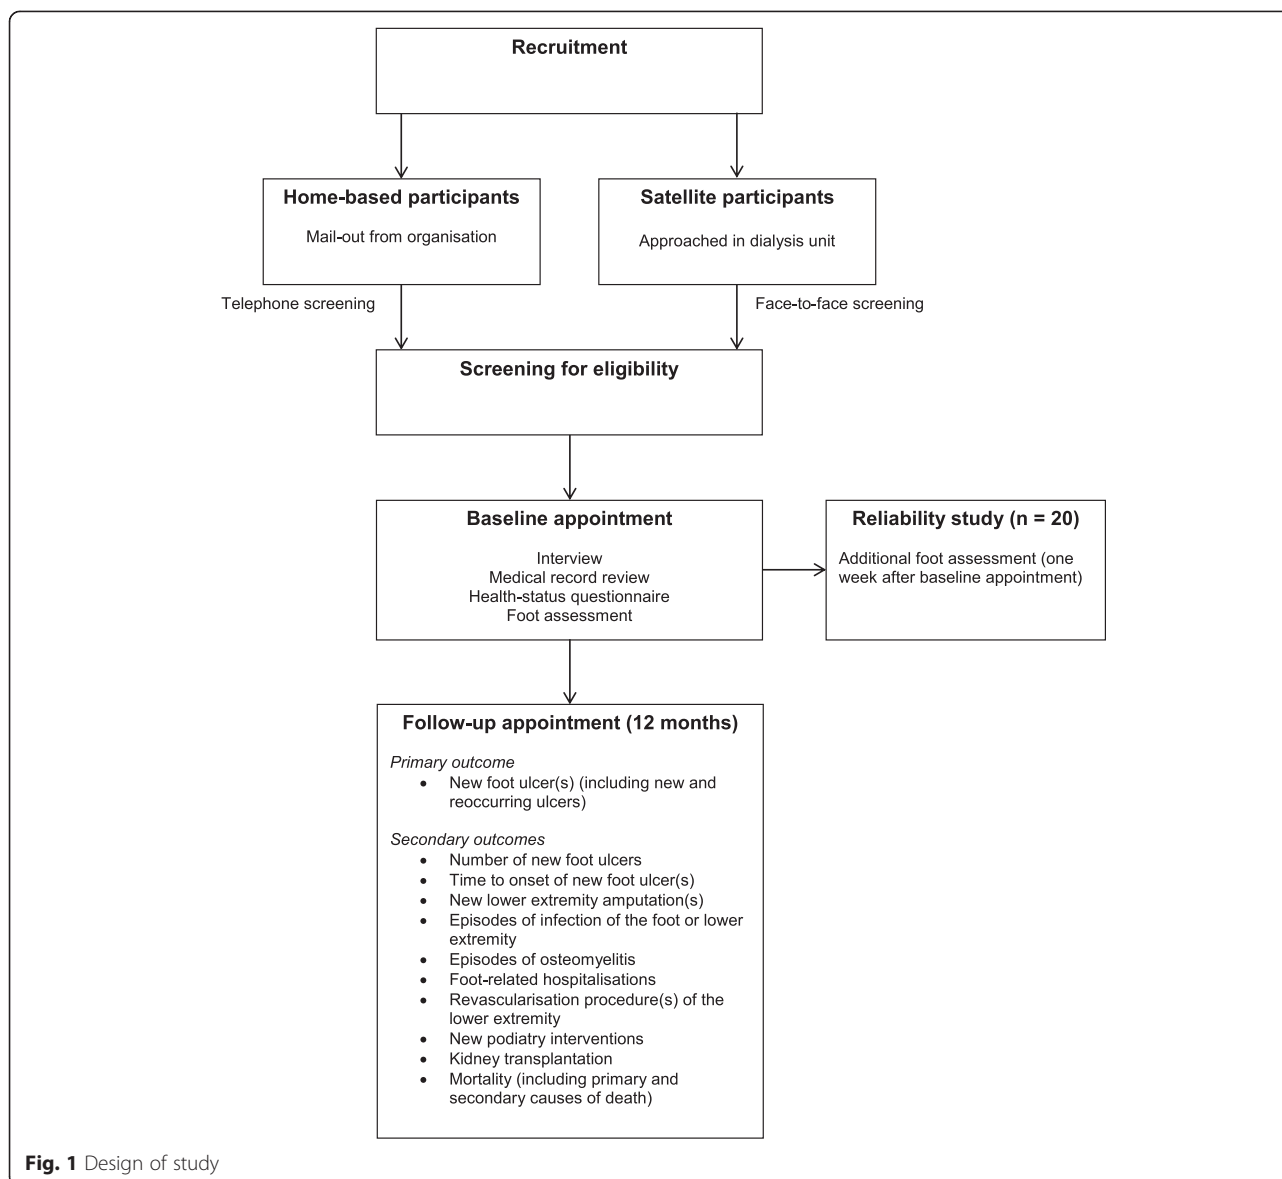 Recruitment
Home-based participants
Mail-out from organisation
Satellite participants
Approached in dialysis unit
Telephone screening
Face-to-face screening
Screening for eligibility
Baseline appointment
Interview
Medical record review
Health-status questionnaire
Foot assessment
Reliability study (n = 20)
Additional foot assessment (one
week after baseline appointment)
Follow-up appointment (12 months)
Primary outcome
• New foot ulcer(s) (including new and
reoccurring ulcers)
Secondary outcomes
• Number of new foot ulcers
• Time to onset of new foot ulcer(s)
• New lower extremity amputation(s)
• Episodes of infection of the foot or lower
extremity
• Episodes of osteomyelitis
• Foot-related hospitalisations
• Revascularisation procedure(s) of the
lower extremity
• New podiatry interventions
• Kidney transplantation
• Mortality (including primary and
secondary causes of death)
Fig. 1 Design of study